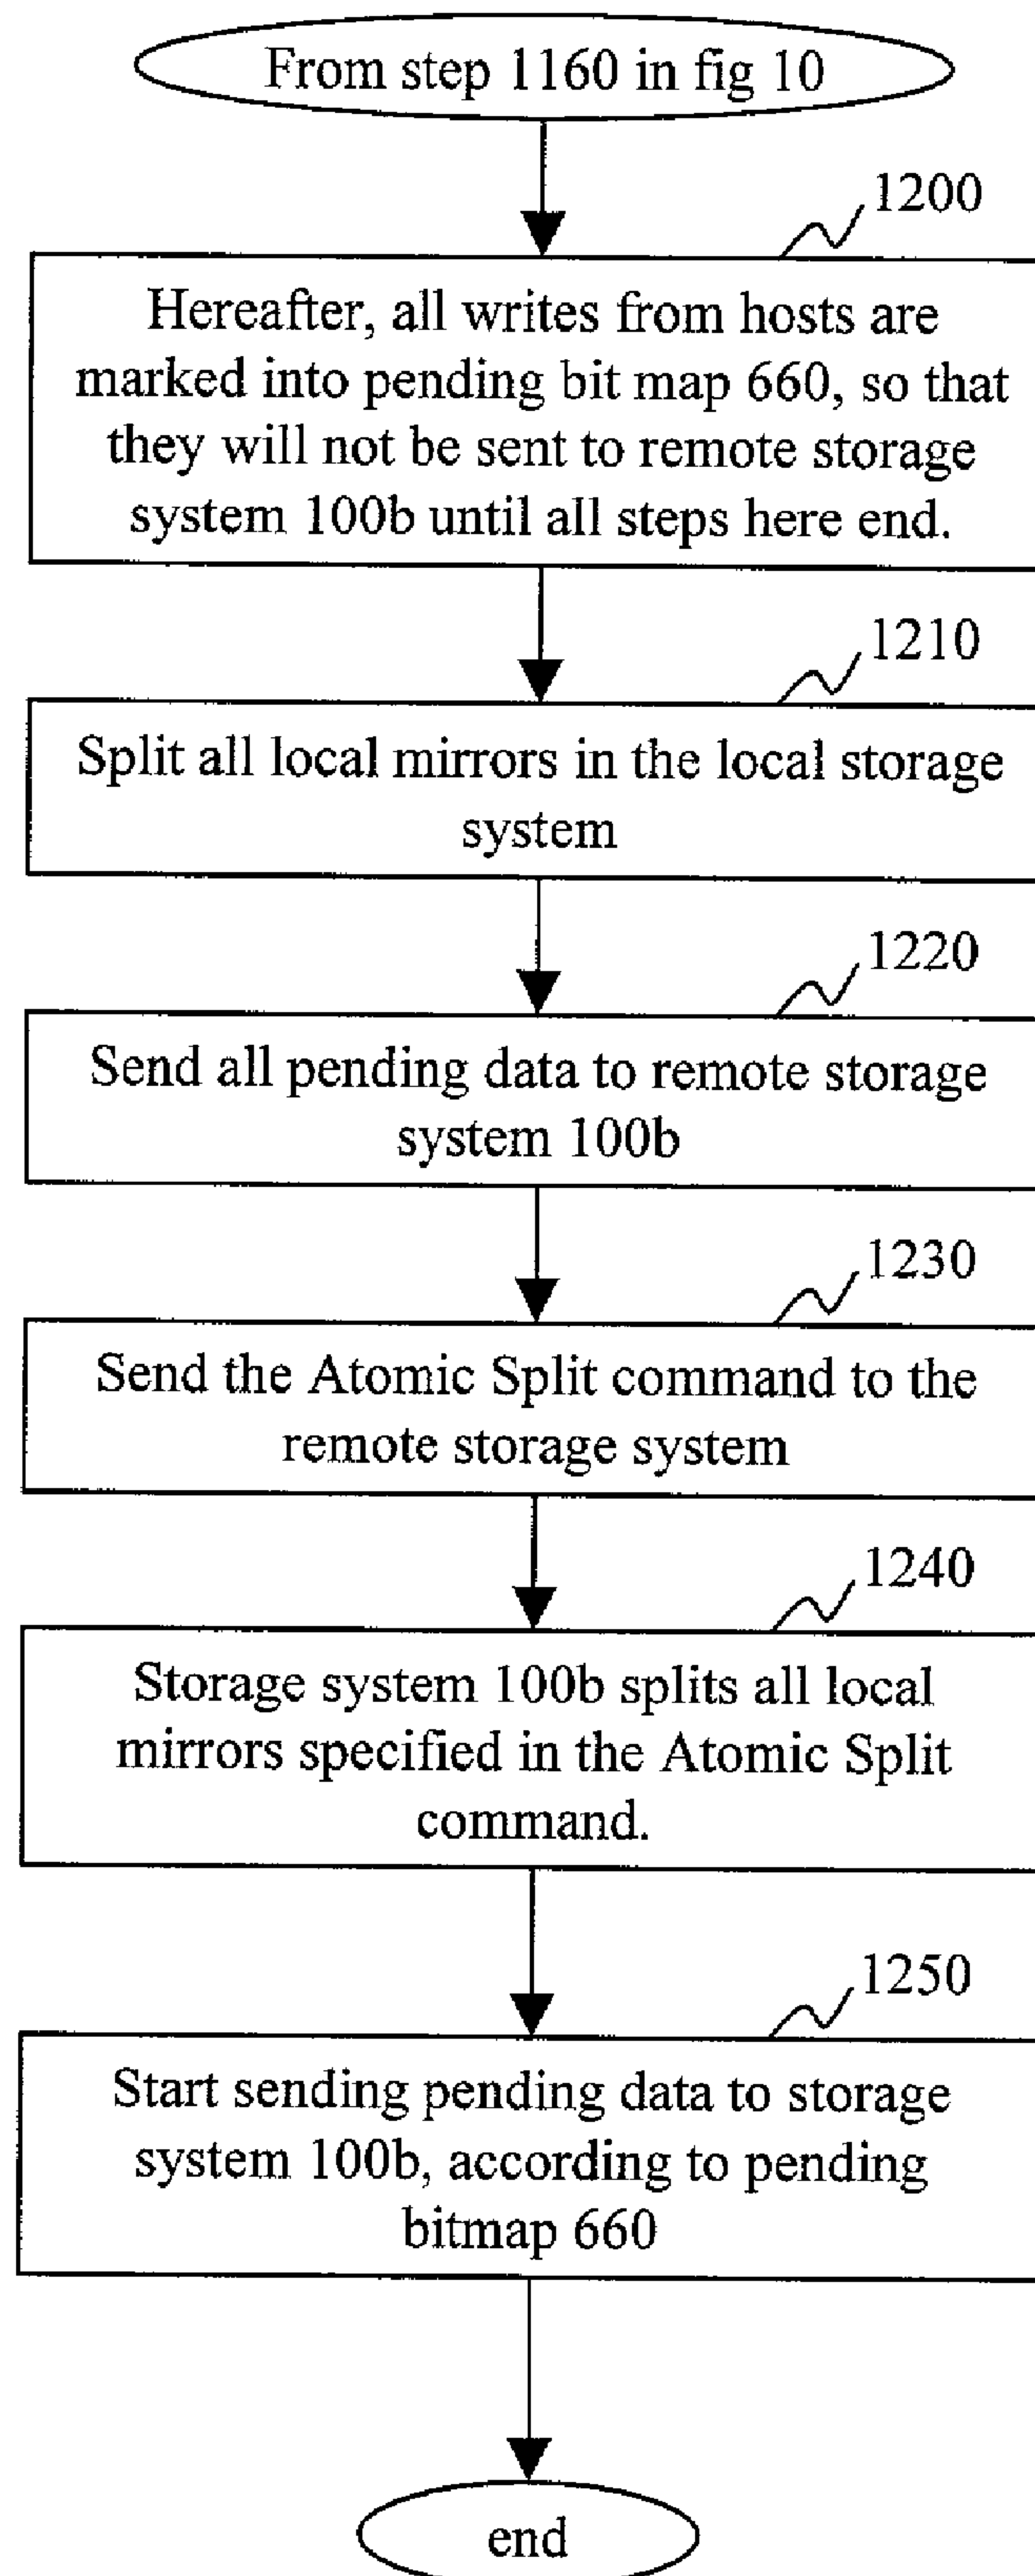 From step 1160 in fig 10
1200
Hereafter, all writes from hosts are
marked into pending bit map 660, so that
they will not be sent to remote storage
system 100b until all steps here end.
1210
Split all local mirrors in the local storage
system
1220
Send all pending data to remote storage
system 100b
1230
Send the Atomic Split command to the
remote storage system
1240
Storage system 100b splits all local
mirrors specified in the Atomic Split
command.
1250
Start sending pending data to storage
system 100b, according to pending
bitmap 660
end